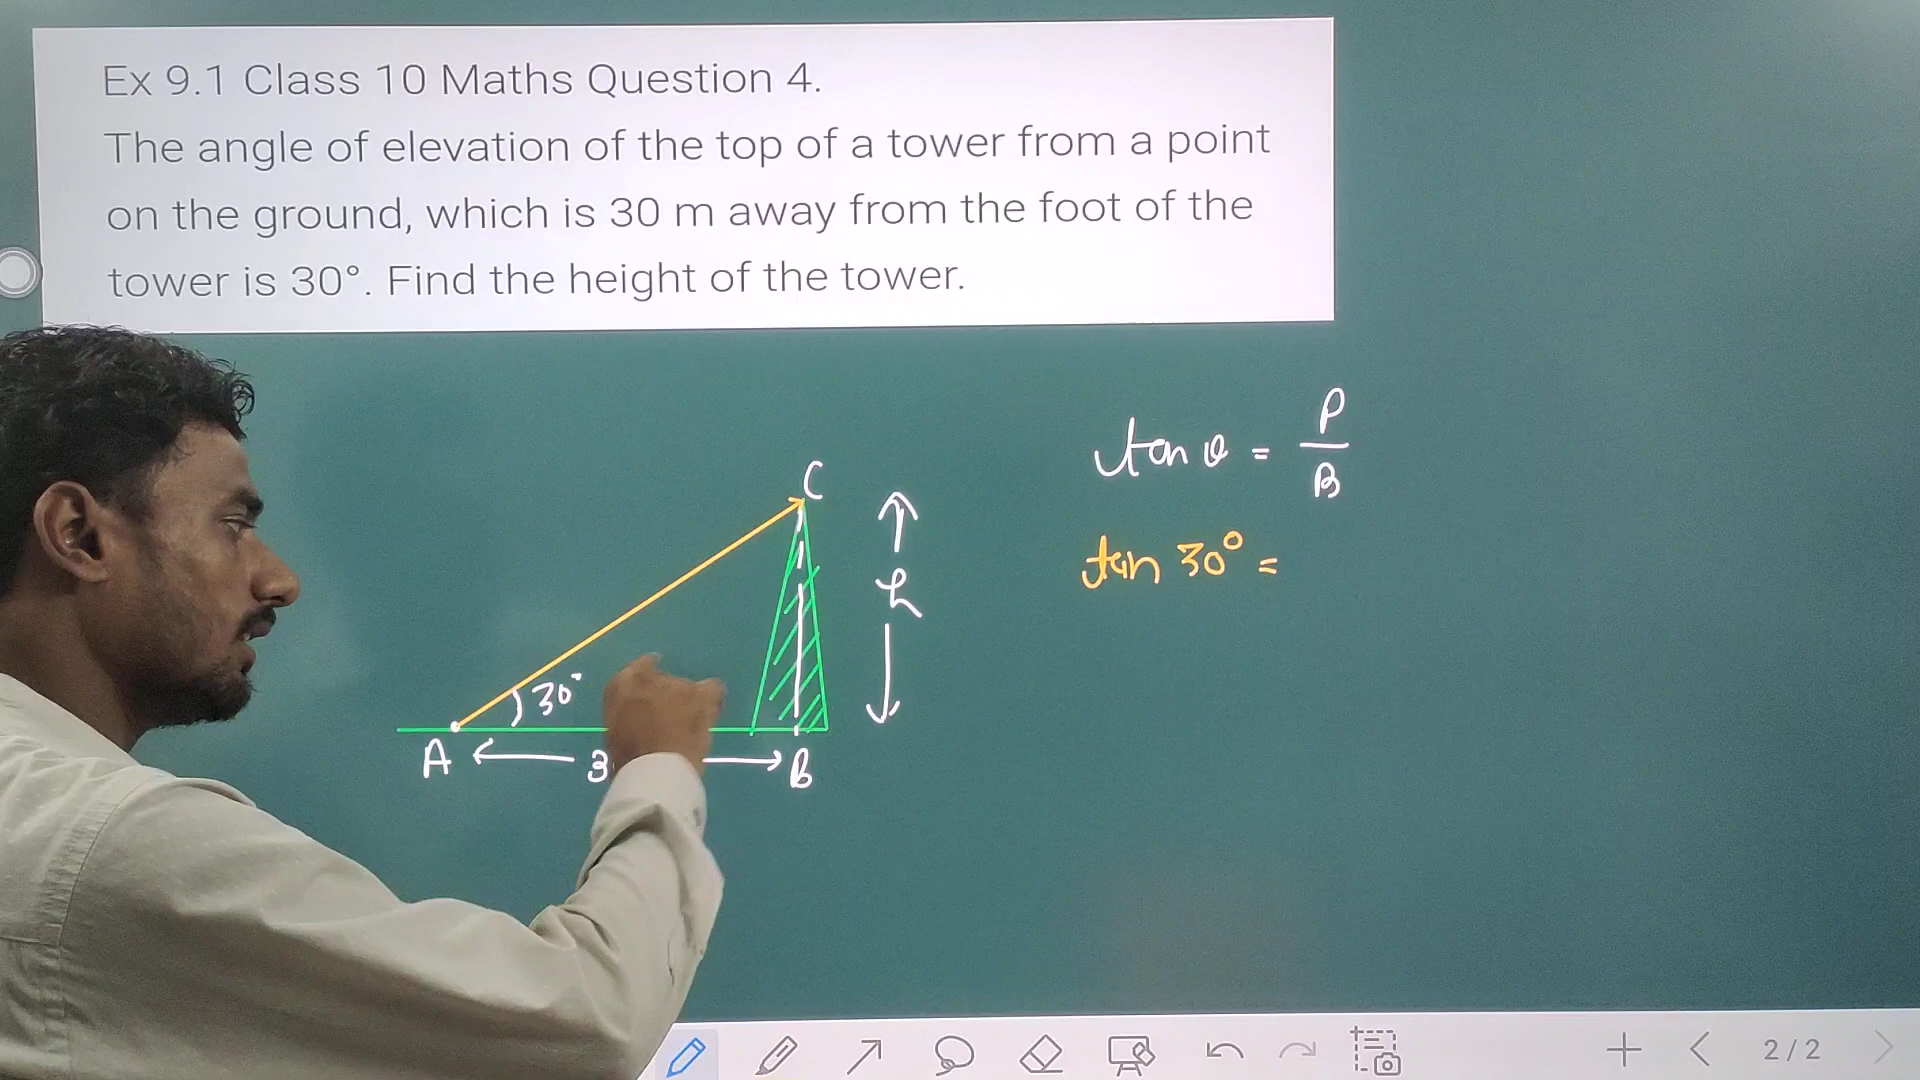 Ex 9.1 Class 10 Maths Question 4.
The angle of elevation of the top of a tower from a point
on the ground, which is 30 m away from the foot of the
tower is 30°. Find the height of the tower.
tan θ = P/B
tan 30° =
C
h
30°
A 3 B
2/2